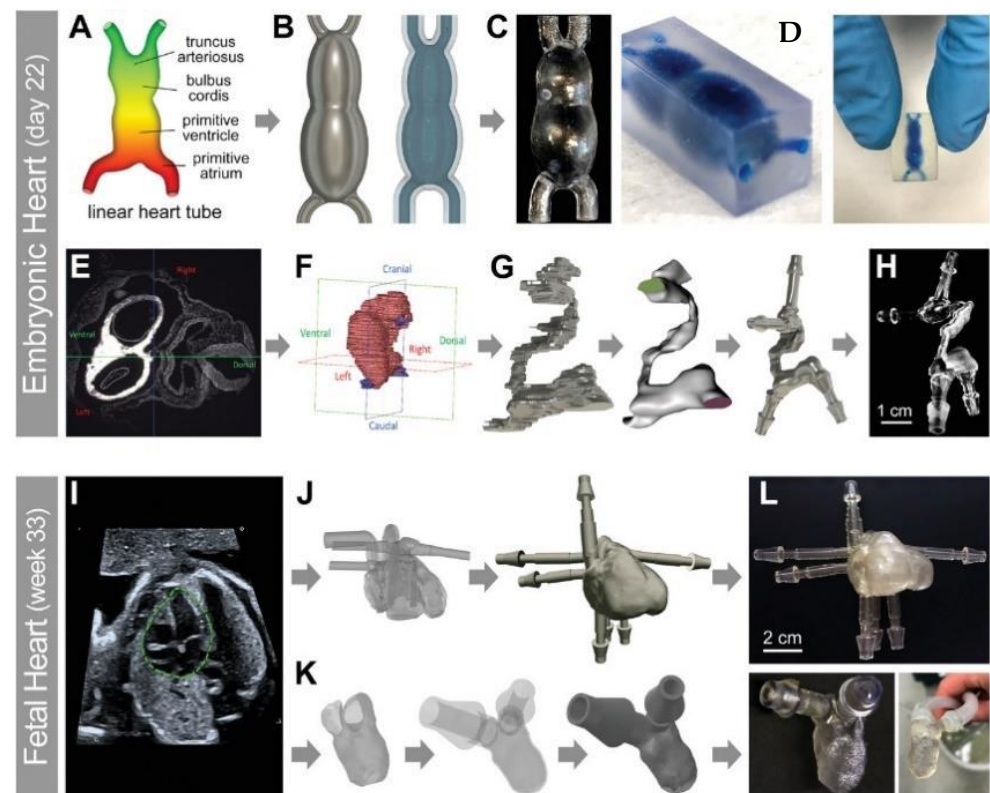 Embryonic Heart (day 22)
A
truncus
arteriosus
bulbus
cordis
primitive
ventricle
primitive
atrium
linear heart tube
B
C
D
E
Right
Ventral
Dorsal
Left
F
Cranial
Ventral
Dorsal
Right
Left
Caudal
G
H
1 cm
Fetal Heart (week 33)
I
J
K
L
2 cm